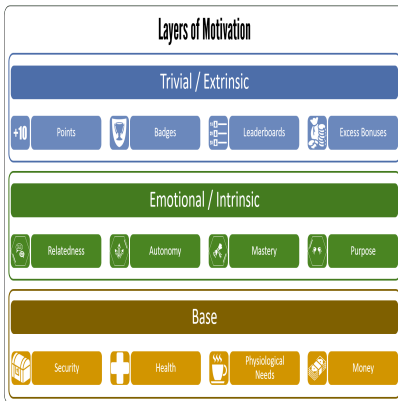 Layers of Motivation
Trivial / Extrinsic
+10 Points Badges Leaderboards Excess Bonuses
Emotional / Intrinsic
Relatedness Autonomy Mastery Purpose
Base
Security Health Physiological Needs Money